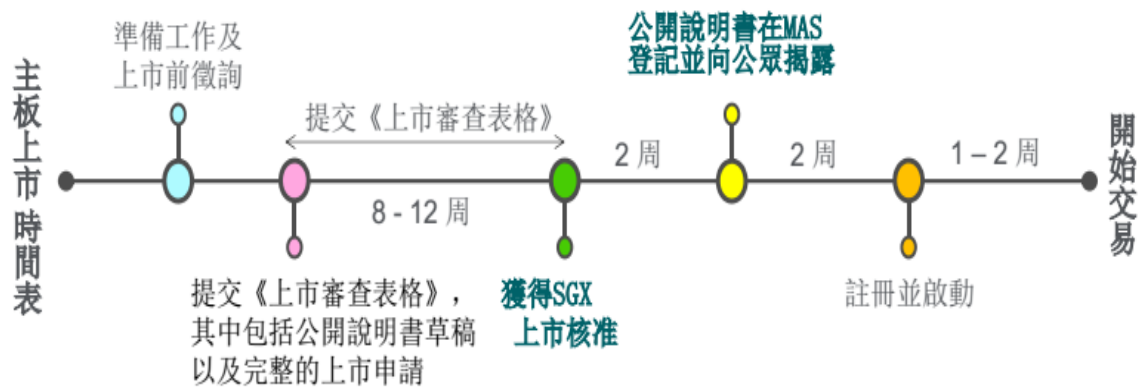 主板上市時間表
準備工作及
上市前徵詢
提交《上市審查表格》
8 - 12 周
提交《上市審查表格》，
其中包括公開說明書草稿
以及完整的上市申請
獲得SGX
上市核准
2 周
公開說明書在MAS
登記並向公眾揭露
2 周
註冊並啟動
1 – 2 周
開始交易